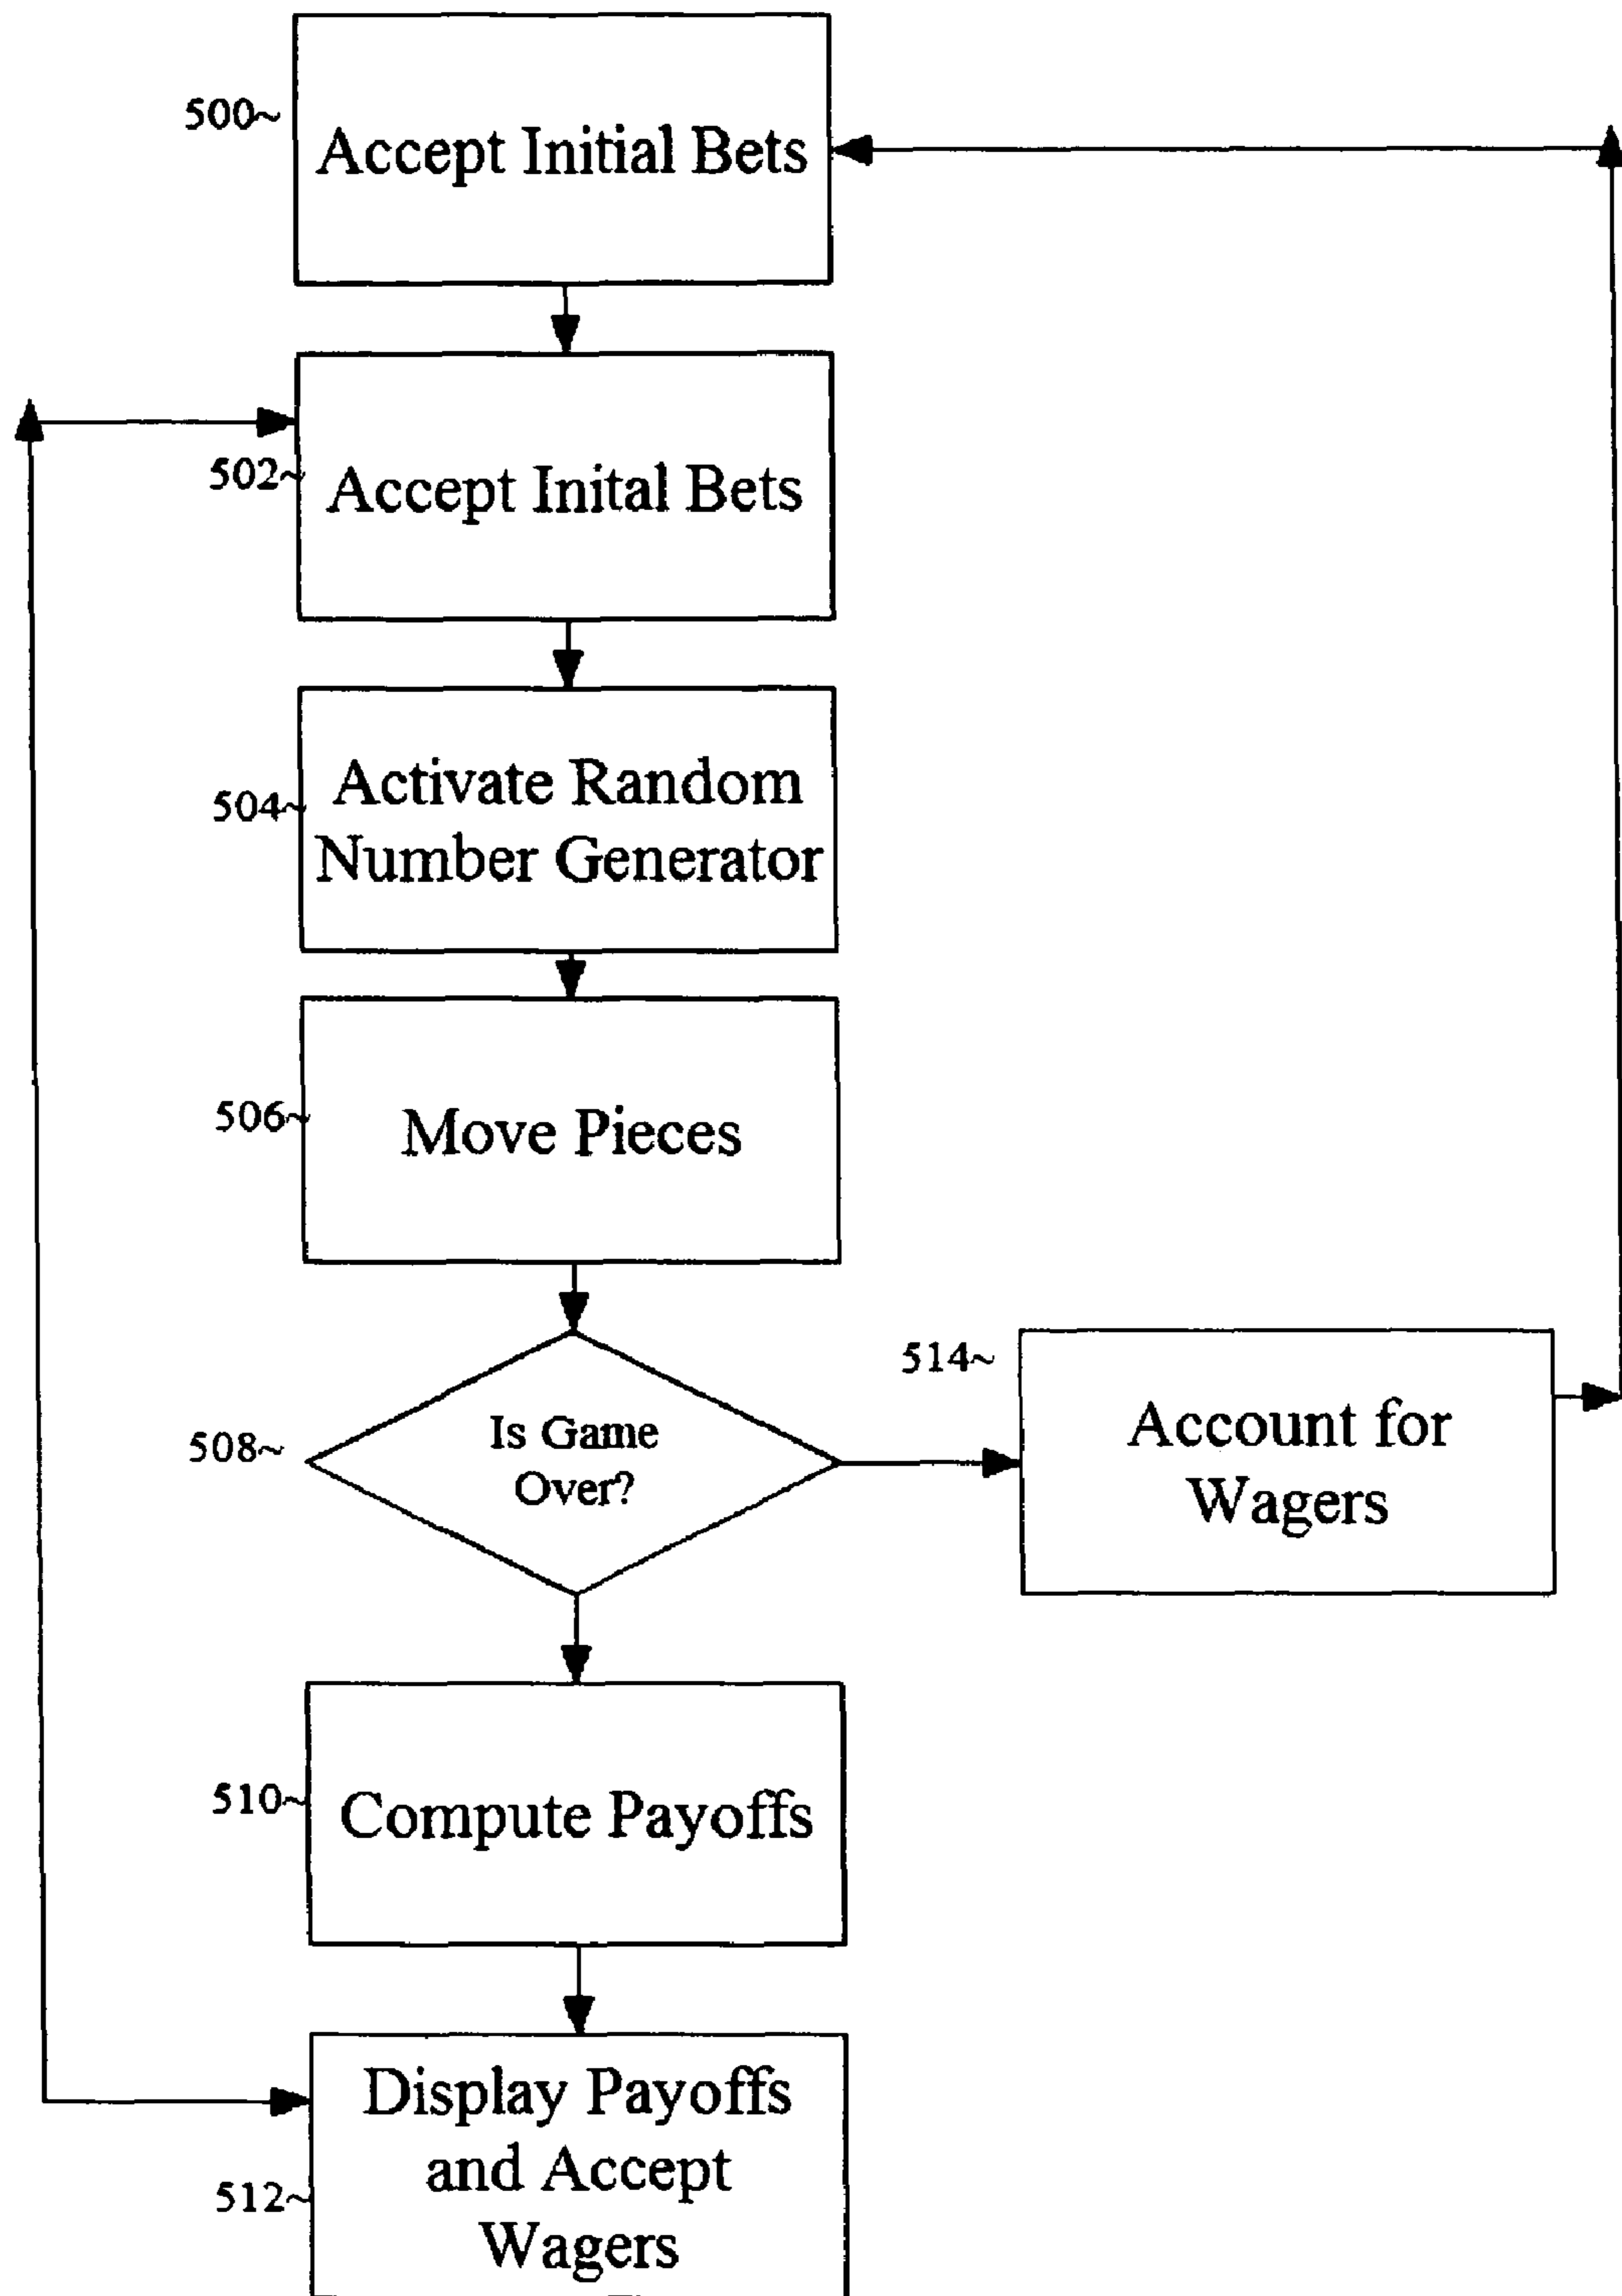 500~
Accept Initial Bets
502~
Accept Inital Bets
504~
Activate Random
Number Generator
506~
Move Pieces
508~
Is Game
Over?
514~
Account for
Wagers
510~
Compute Payoffs
512~
Display Payoffs
and Accept
Wagers